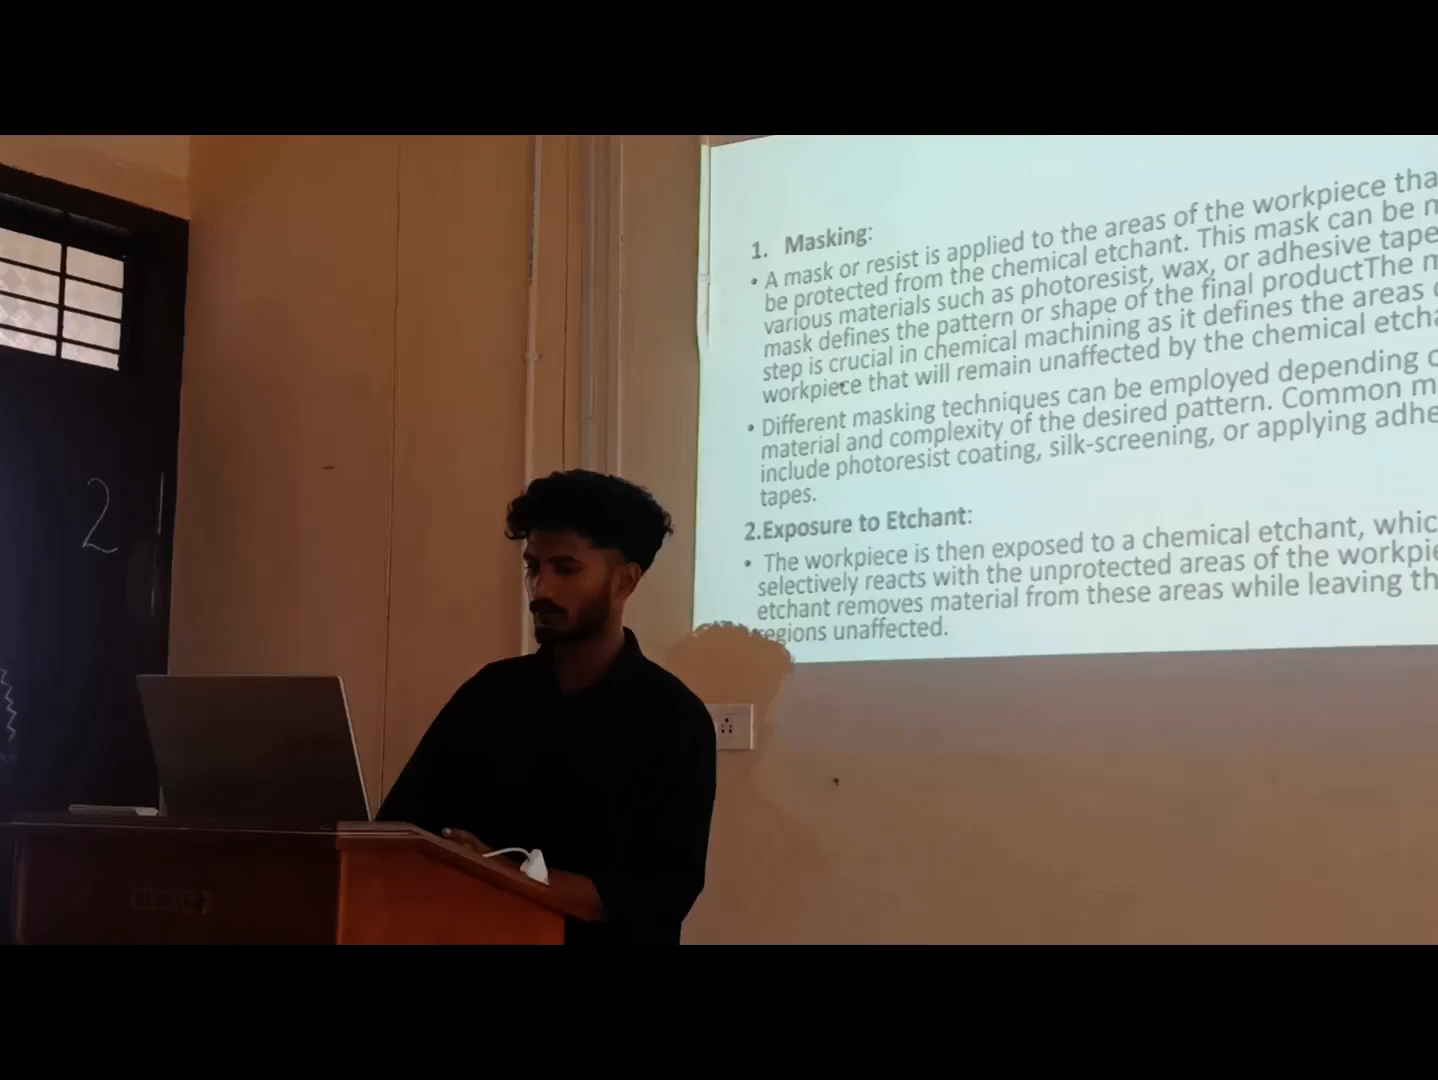 2
1. Masking:
• A mask or resist is applied to the areas of the workpiece
be protected from the chemical etchant. This mask can be
various materials such as photoresist, wax, or adhesive tape
mask defines the pattern or shape of the final productThe
step is crucial in chemical machining as it defines the areas
workpiece that will remain unaffected by the chemical
• Different masking techniques can be employed depending
material and complexity of the desired pattern. Common
include photoresist coating, silk-screening, or applying
tapes.
2.Exposure to Etchant:
• The workpiece is then exposed to a chemical etchant,
selectively reacts with the unprotected areas of the
etchant removes material from these areas while leaving
regions unaffected.